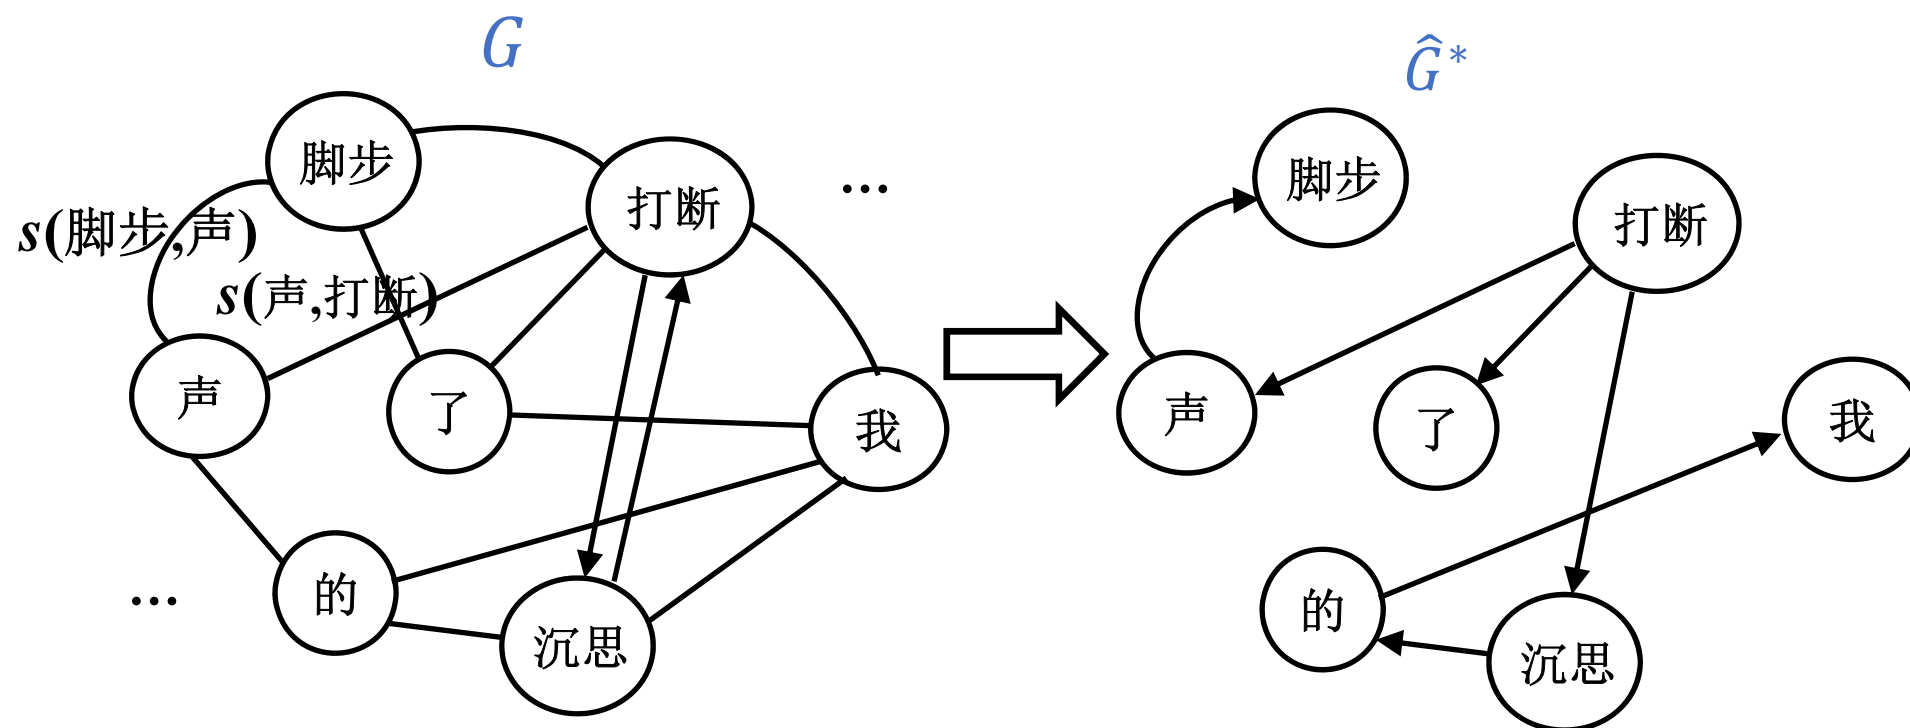 G
脚步
打断
...
s(脚步,声)
s(声,打断)
声
了
我
的
...
沉思
Ĝ*
脚步
打断
声
了
我
的
沉思